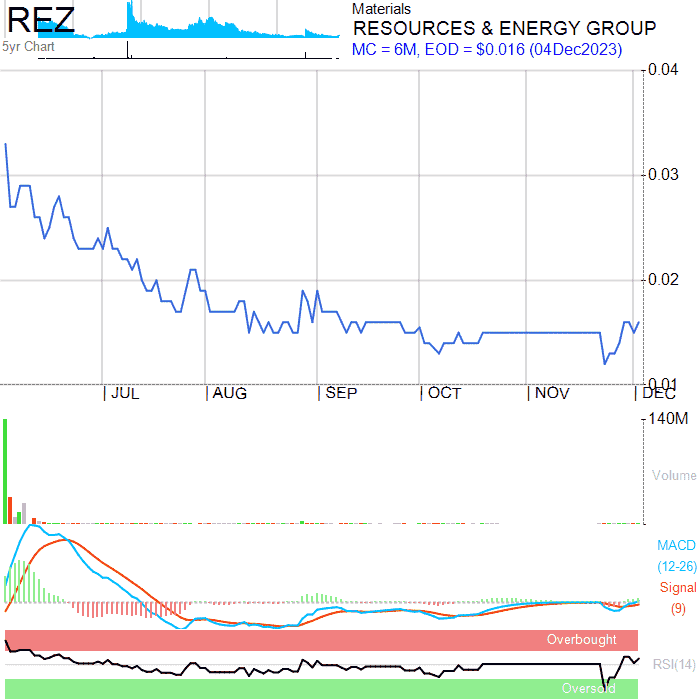 REZ
5yr Chart
Materials
RESOURCES & ENERGY GROUP
MC = 6M, EOD = $0.016 (04Dec2023)
0.04
0.03
0.02
0.01
JUL
AUG
SEP
OCT
NOV
DEC
140M
Volume
MACD
(12-26)
Signal
(9)
Overbought
RSI(14)
Oversold